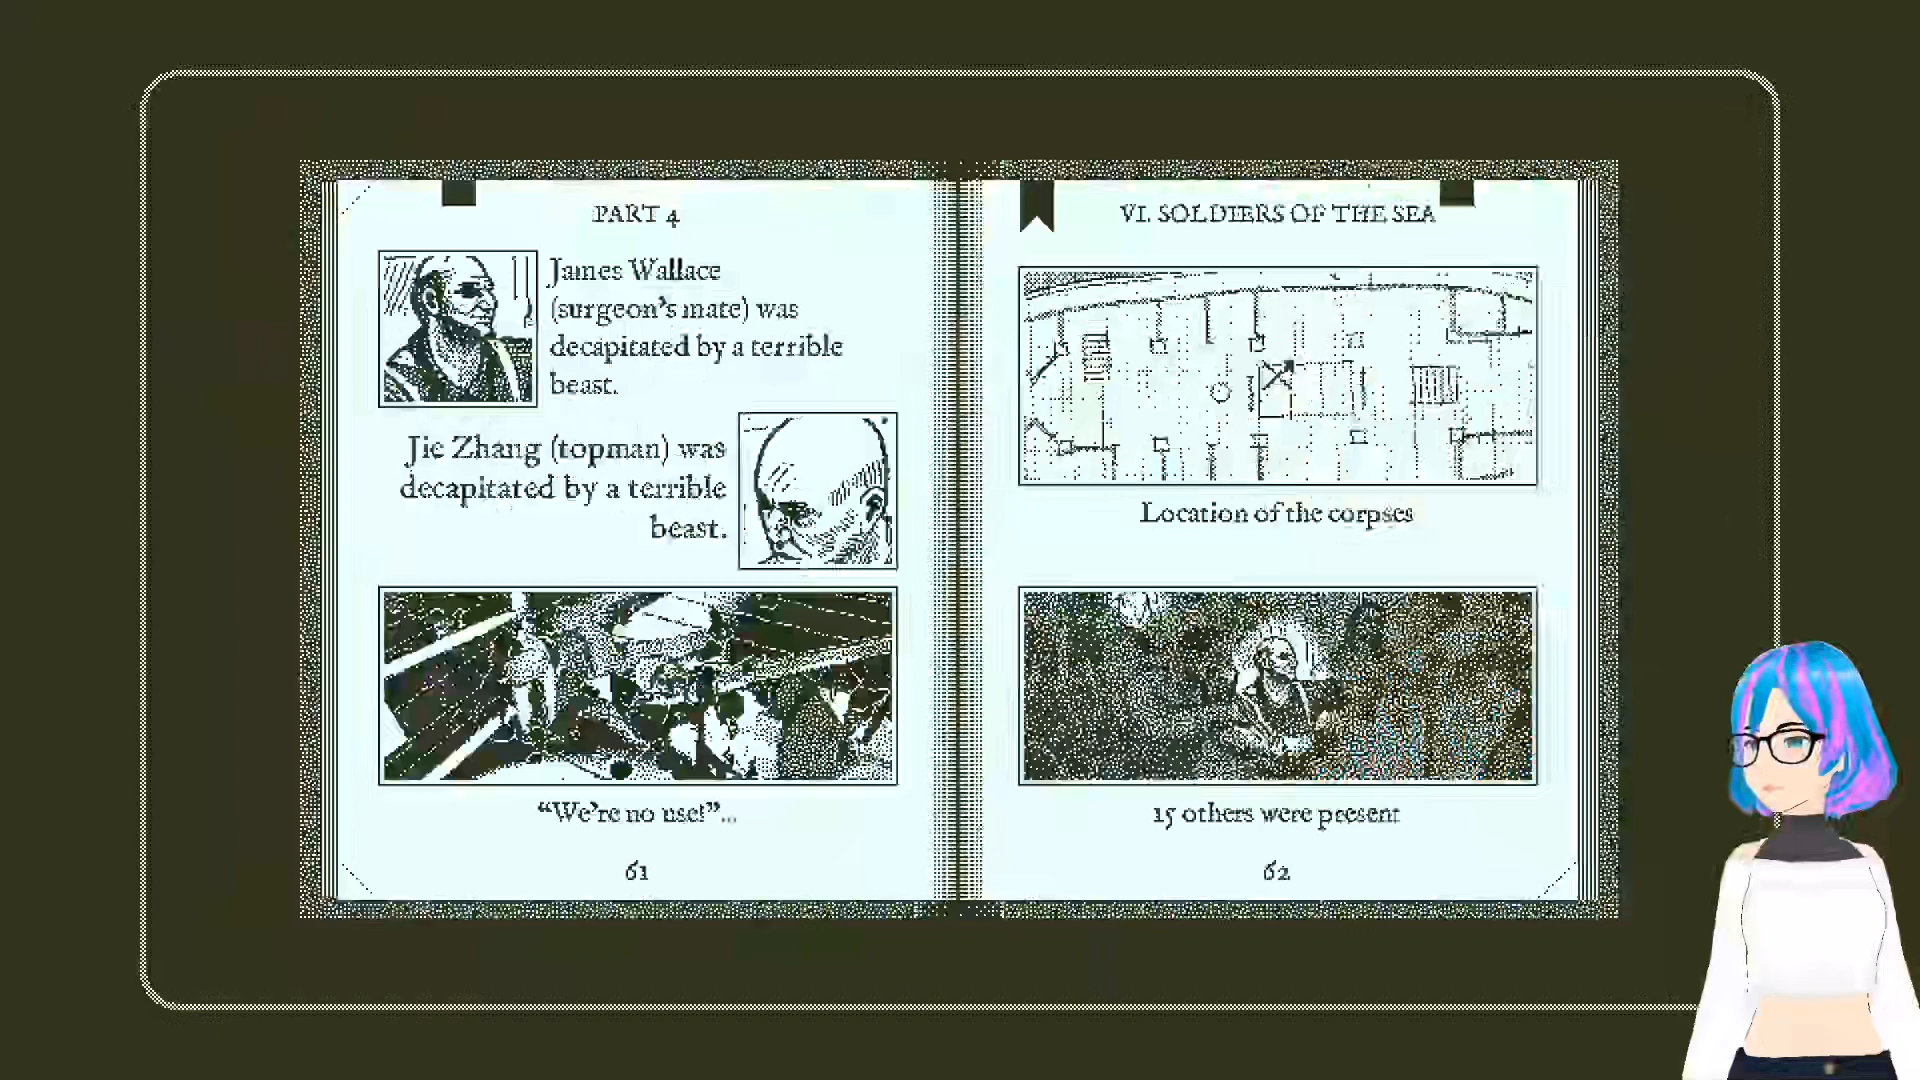 PART 4
James Wallace
(surgeon's mate) was
decapitated by a terrible
beast.
Jie Zhang (topman) was
decapitated by a terrible
beast.
“We're no use!”...
61
VI. SOLDIERS OF THE SEA
Location of the corpses
15 others were present
62